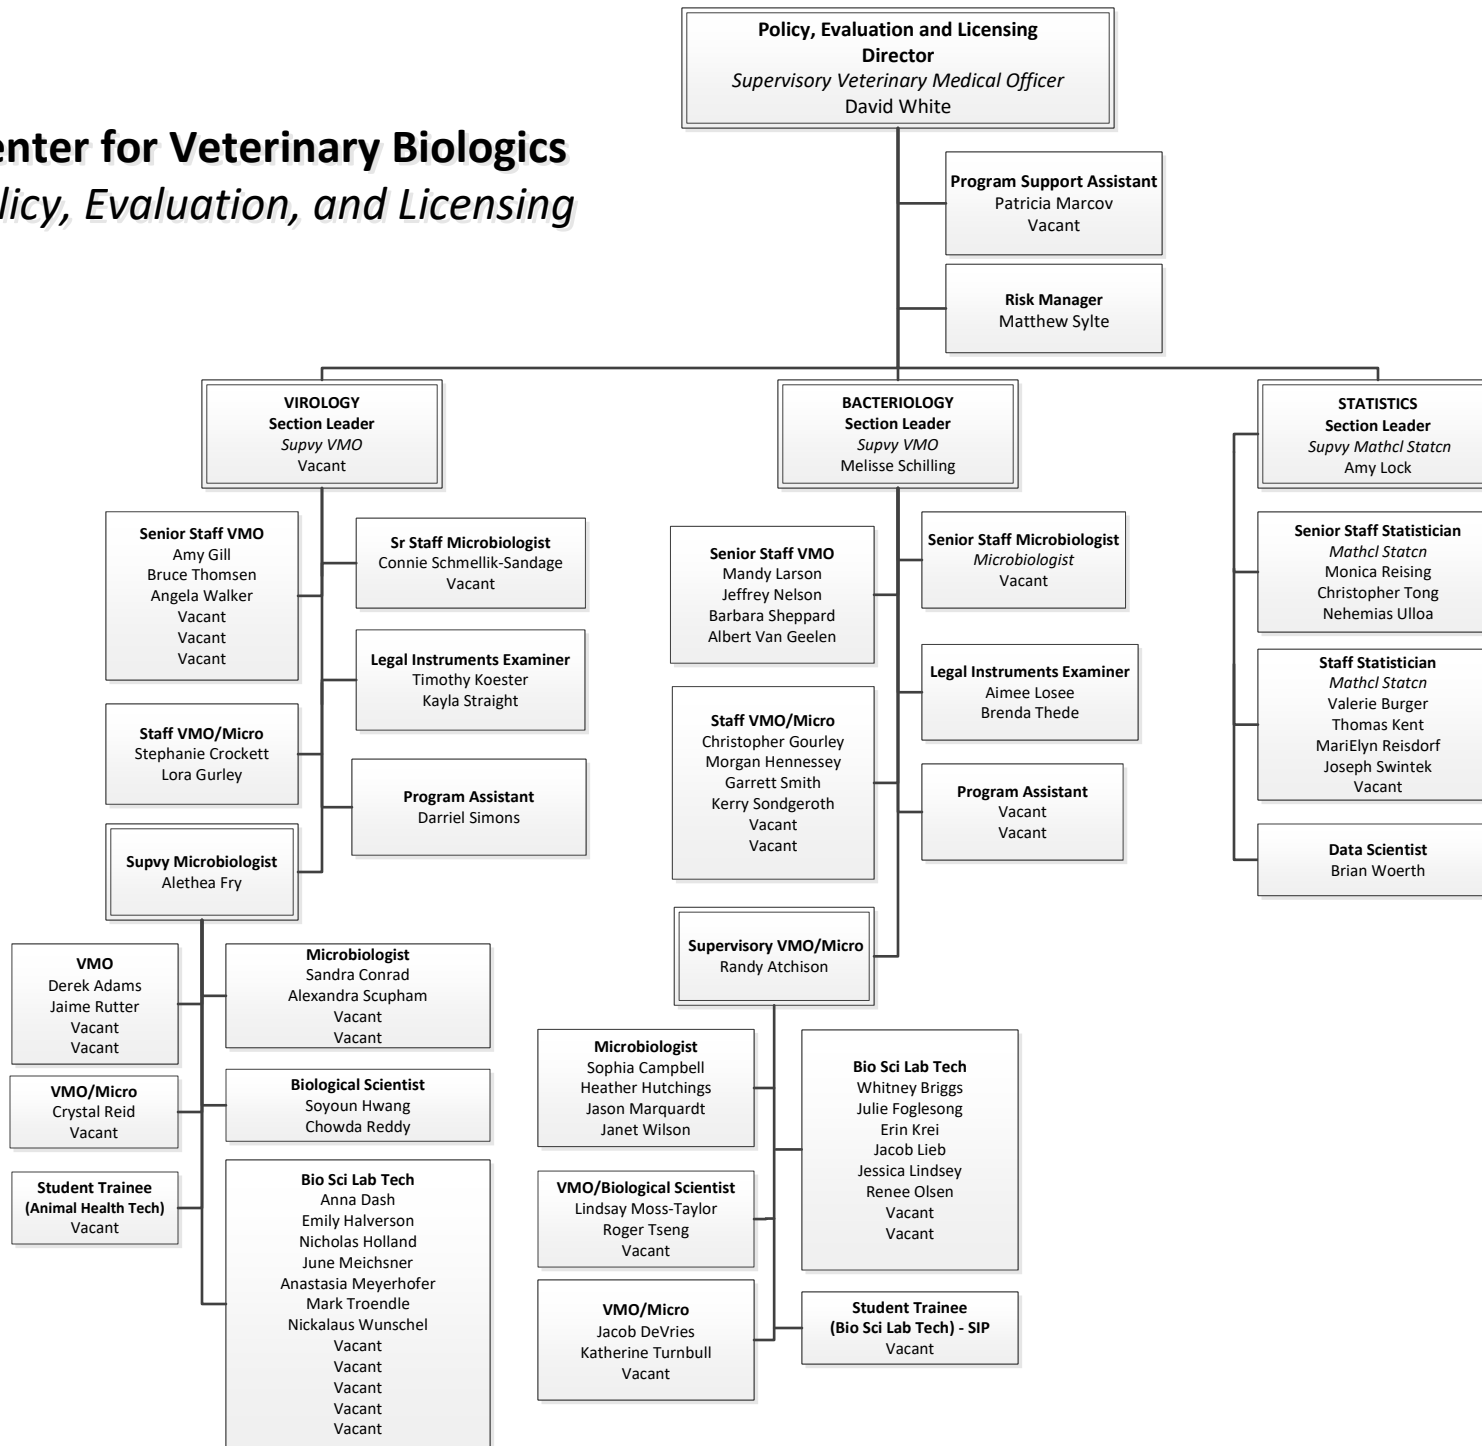 Policy, Evaluation and Licensing
Director
Supervisory Veterinary Medical Officer
David White
enter for Veterinary Biologics
licy, Evaluation, and Licensing
Program Support Assistant
Patricia Marcov
Vacant
Risk Manager
Matthew Sylte
VIROLOGY
Section Leader
Supvy VMO
Vacant
BACTERIOLOGY
Section Leader
Supvy VMO
Melisse Schilling
STATISTICS
Section Leader
Supvy Mathcl Statcn
Amy Lock
Senior Staff VMO
Amy Gill
Bruce Thomsen
Angela Walker
Vacant
Vacant
Vacant
Sr Staff Microbiologist
Connie Schmellik-Sandage
Vacant
Legal Instruments Examiner
Timothy Koester
Kayla Straight
Staff VMO/Micro
Stephanie Crockett
Lora Gurley
Program Assistant
Darriel Simons
Supvy Microbiologist
Alethea Fry
VMO
Derek Adams
Jaime Rutter
Vacant
Vacant
Microbiologist
Sandra Conrad
Alexandra Scupham
Vacant
Vacant
VMO/Micro
Crystal Reid
Vacant
Biological Scientist
Soyoun Hwang
Chowda Reddy
Student Trainee
(Animal Health Tech)
Vacant
Bio Sci Lab Tech
Anna Dash
Emily Halverson
Nicholas Holland
June Meichsner
Anastasia Meyerhofer
Mark Troendle
Nickalaus Wunschel
Vacant
Vacant
Vacant
Vacant
Vacant
Senior Staff VMO
Mandy Larson
Jeffrey Nelson
Barbara Sheppard
Albert Van Geelen
Senior Staff Microbiologist
Microbiologist
Vacant
Legal Instruments Examiner
Aimee Losee
Brenda Thede
Staff VMO/Micro
Christopher Gourley
Morgan Hennessey
Garrett Smith
Kerry Sondgeroth
Vacant
Vacant
Program Assistant
Vacant
Vacant
Supervisory VMO/Micro
Randy Atchison
Microbiologist
Sophia Campbell
Heather Hutchings
Jason Marquardt
Janet Wilson
Bio Sci Lab Tech
Whitney Briggs
Julie Foglesong
Erin Krei
Jacob Lieb
Jessica Lindsey
Renee Olsen
Vacant
Vacant
VMO/Biological Scientist
Lindsay Moss-Taylor
Roger Tseng
Vacant
VMO/Micro
Jacob DeVries
Katherine Turnbull
Vacant
Student Trainee
(Bio Sci Lab Tech) - SIP
Vacant
Senior Staff Statistician
Mathcl Statcn
Monica Reising
Christopher Tong
Nehemias Ulloa
Staff Statistician
Mathcl Statcn
Valerie Burger
Thomas Kent
MariElyn Reisdorf
Joseph Swintek
Vacant
Data Scientist
Brian Woerth